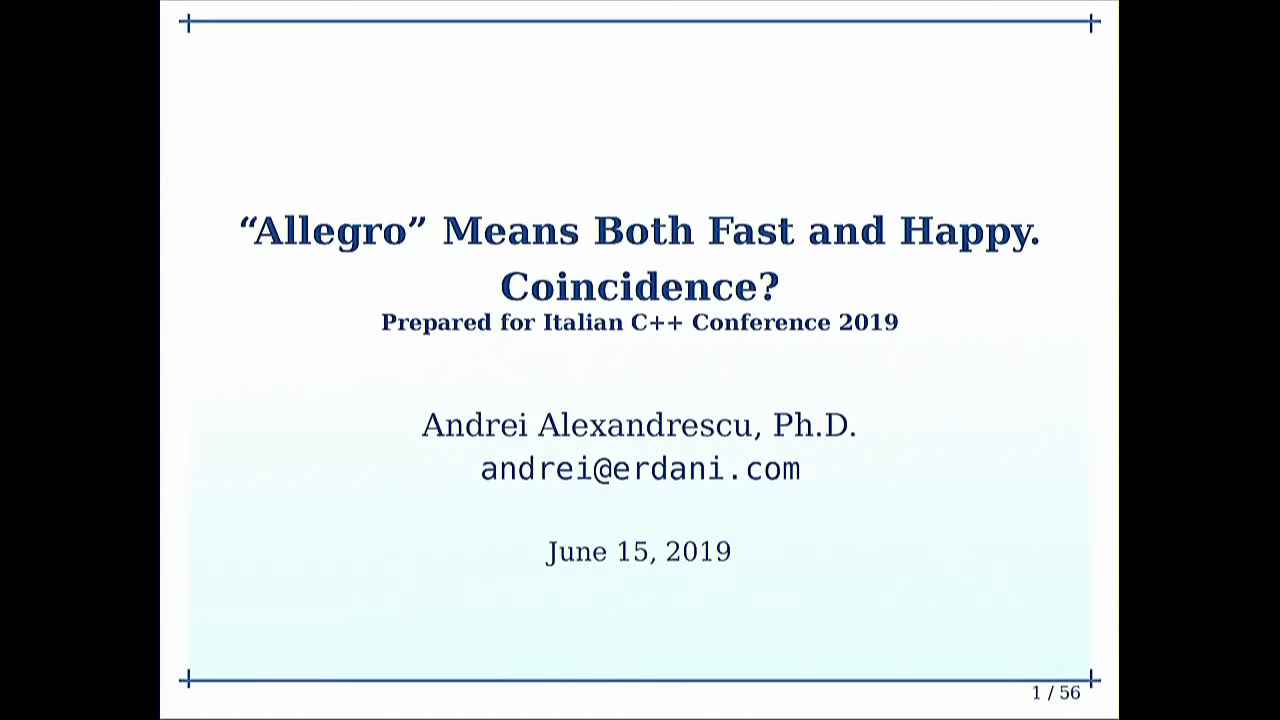 “Allegro” Means Both Fast and Happy.
Coincidence?
Prepared for Italian C++ Conference 2019
Andrei Alexandrescu, Ph.D.
andrei@erdani.com
June 15, 2019
1 / 56